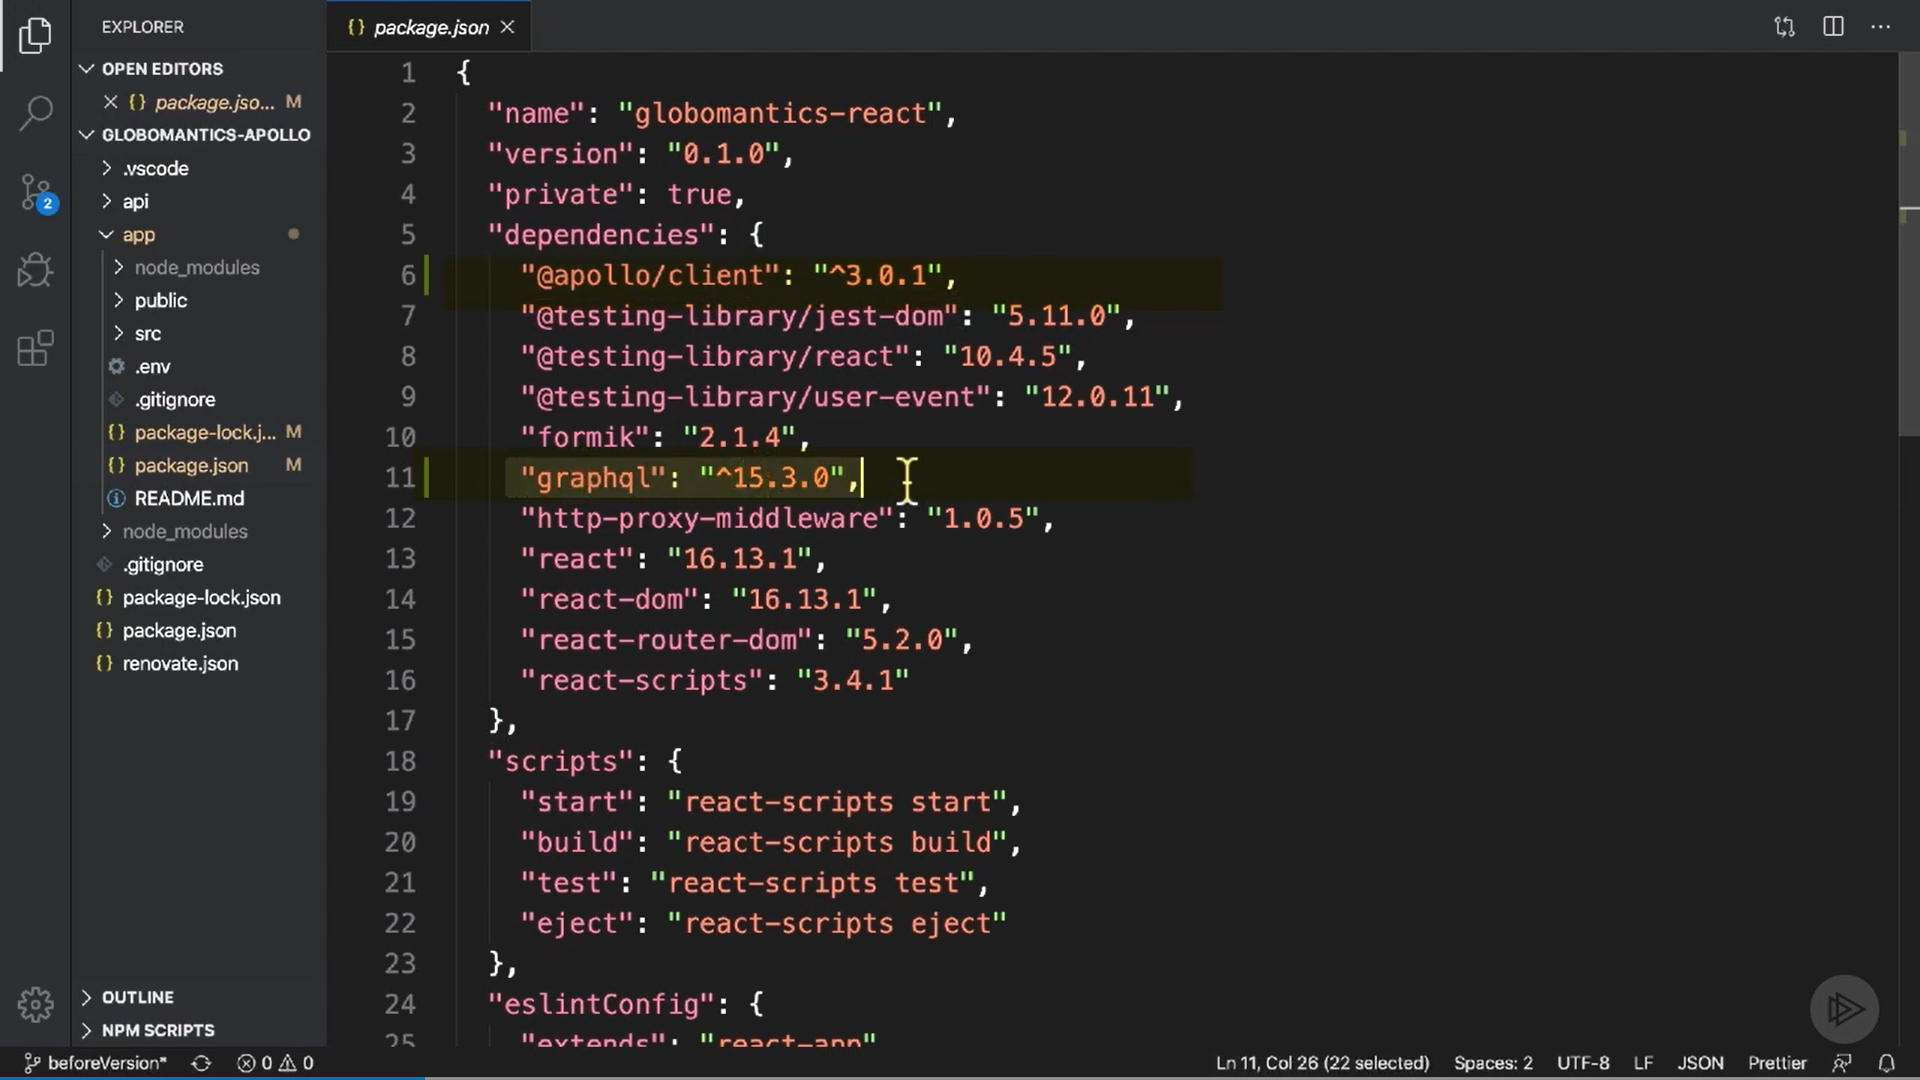 EXPLORER
OPEN EDITORS
package.jso... M
GLOBOMANTICS-APOLLO
.vscode
api
app
node_modules
public
src
.env
.gitignore
package-lock.j... M
package.json M
README.md
node_modules
.gitignore
package-lock.json
package.json
renovate.json
OUTLINE
NPM SCRIPTS
2
{} package.json
1 {
2 "name": "globomantics-react",
3 "version": "0.1.0",
4 "private": true,
5 "dependencies": {
6 "@apollo/client": "^3.0.1",
7 "@testing-library/jest-dom": "5.11.0",
8 "@testing-library/react": "10.4.5",
9 "@testing-library/user-event": "12.0.11",
10 "formik": "2.1.4",
11 "graphql": "^15.3.0",
12 "http-proxy-middleware": "1.0.5",
13 "react": "16.13.1",
14 "react-dom": "16.13.1",
15 "react-router-dom": "5.2.0",
16 "react-scripts": "3.4.1"
17 },
18 "scripts": {
19 "start": "react-scripts start",
20 "build": "react-scripts build",
21 "test": "react-scripts test",
22 "eject": "react-scripts eject"
23 },
24 "eslintConfig": {
25 "extends": "react-app"
beforeVersion* 0 0 Ln 11, Col 26 (22 selected) Spaces: 2 UTF-8 LF JSON Prettier